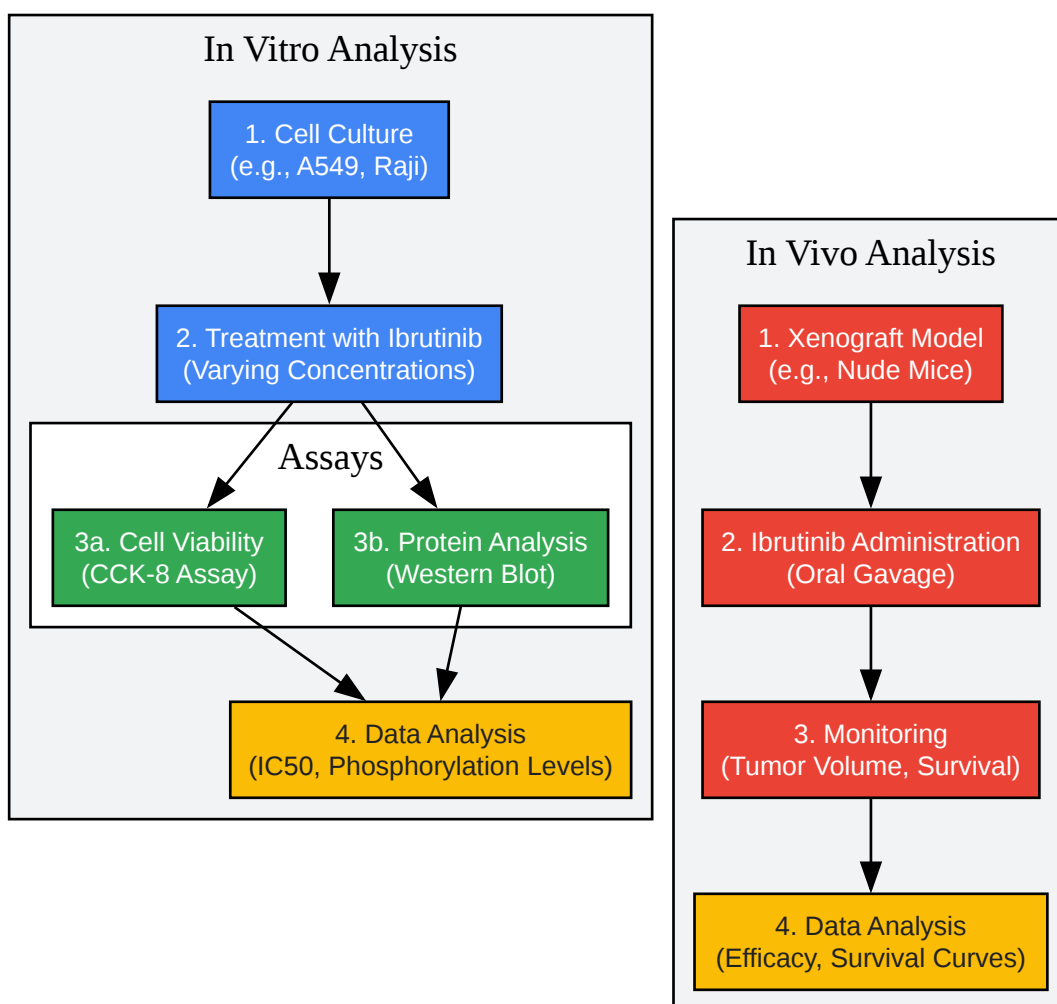 In Vitro Analysis
1. Cell Culture
(e.g., A549, Raji)
2. Treatment with Ibrutinib
(Varying Concentrations)
Assays
3a. Cell Viability
(CCK-8 Assay)
3b. Protein Analysis
(Western Blot)
4. Data Analysis
(IC50, Phosphorylation Levels)
In Vivo Analysis
1. Xenograft Model
(e.g., Nude Mice)
2. Ibrutinib Administration
(Oral Gavage)
3. Monitoring
(Tumor Volume, Survival)
4. Data Analysis
(Efficacy, Survival Curves)